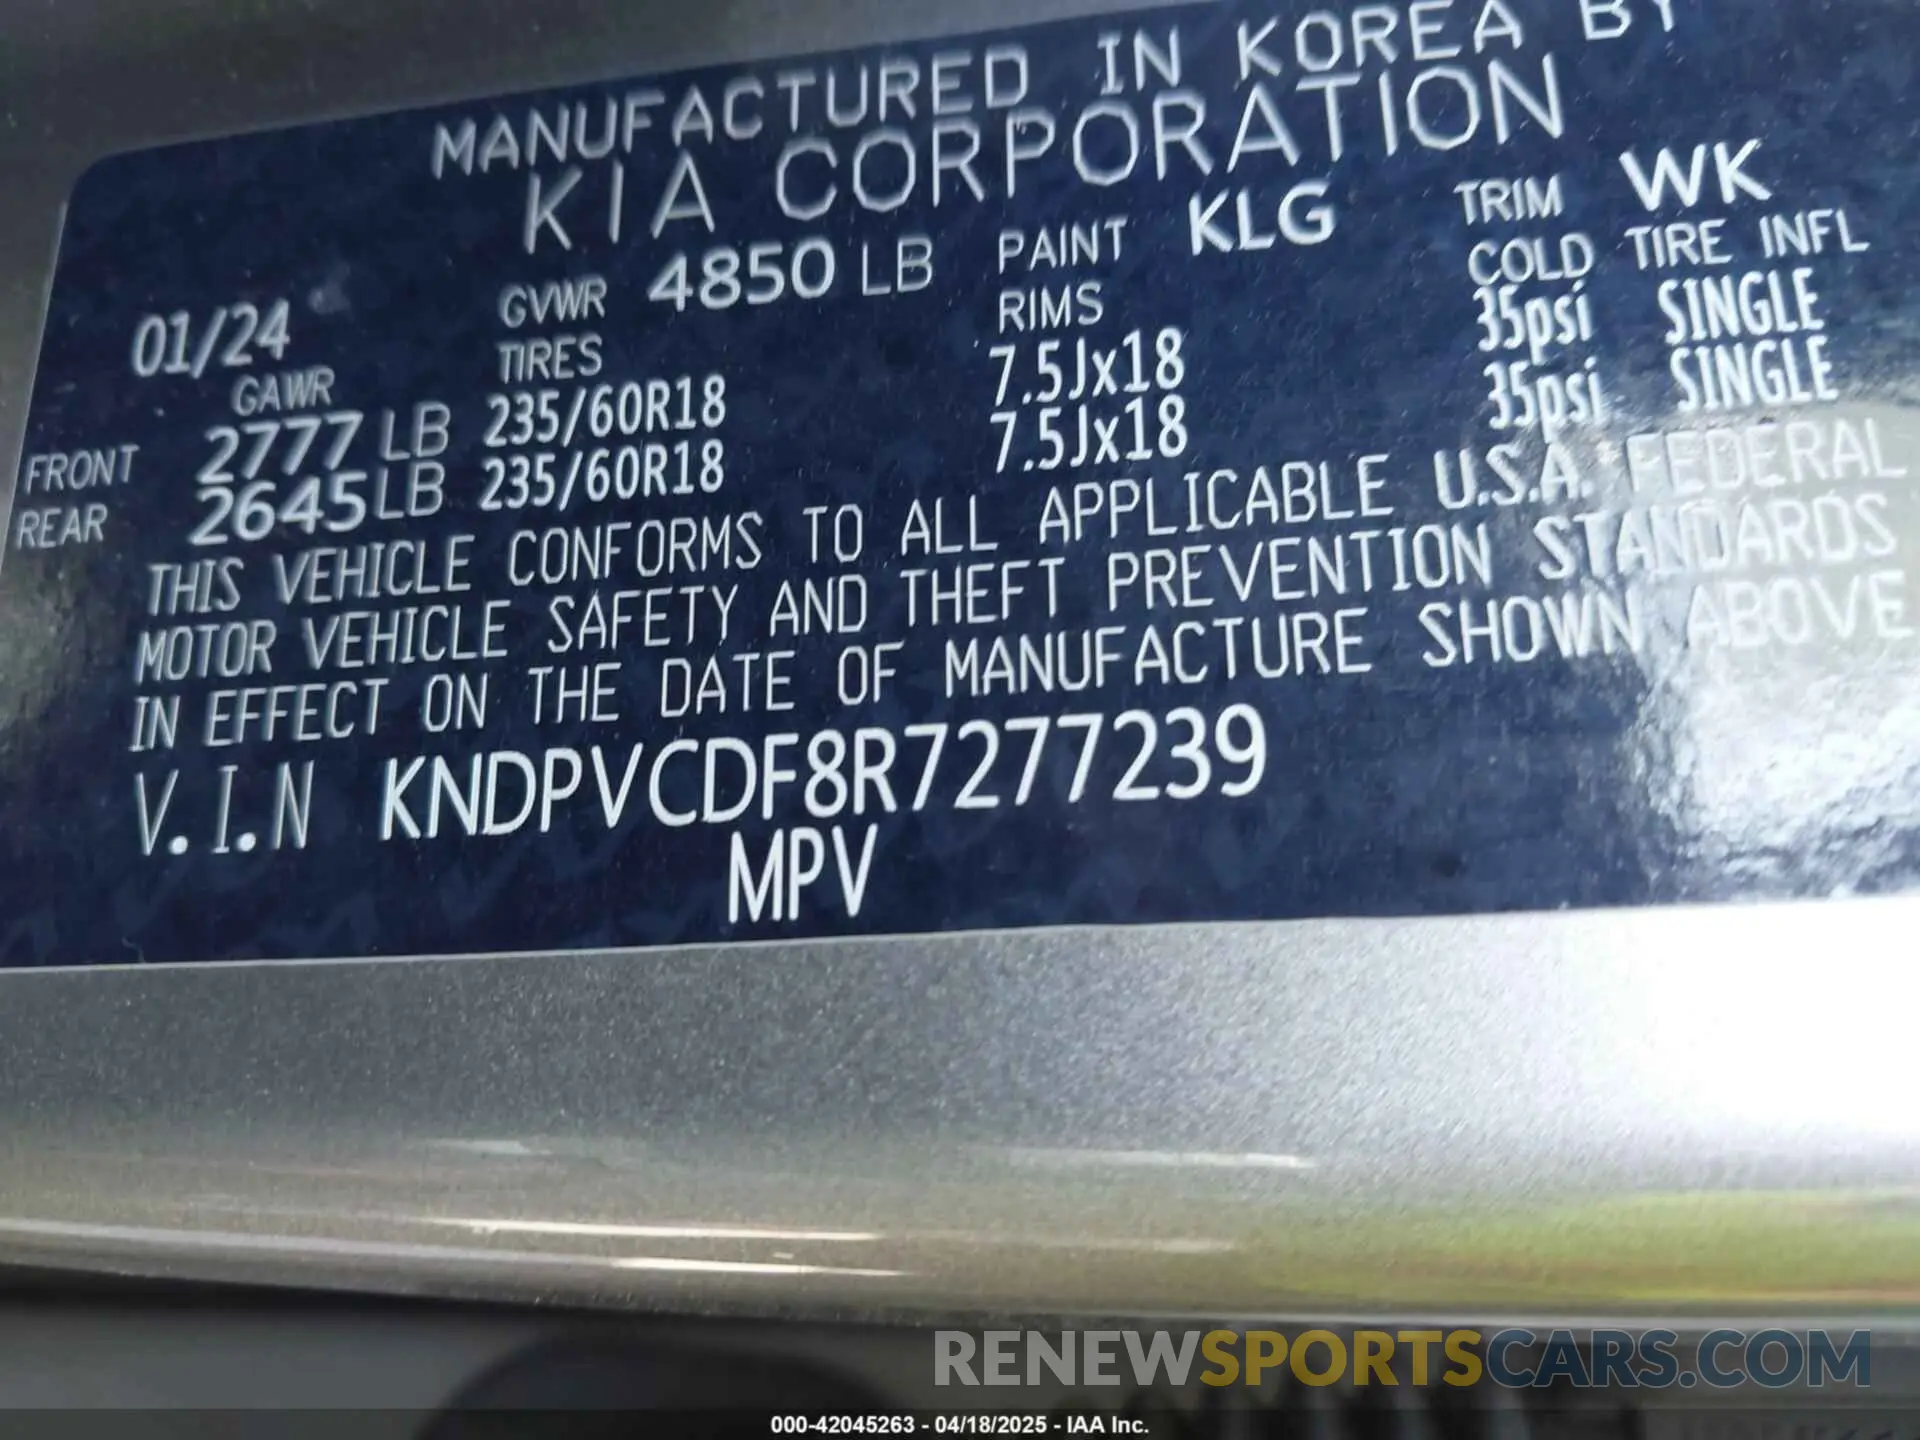 MANUFACTURED IN KOREA BY
KIA CORPORATION
01/24 GVWR 4850 LB PAINT KLG TRIM WK
GAWR TIRES RIMS COLD TIRE INFL
FRONT 2777 LB 235/60R18 7.5Jx18 35psi SINGLE
REAR 2645 LB 235/60R18 7.5Jx18 35psi SINGLE
THIS VEHICLE CONFORMS TO ALL APPLICABLE U.S.A. FEDERAL
MOTOR VEHICLE SAFETY AND THEFT PREVENTION STANDARDS
IN EFFECT ON THE DATE OF MANUFACTURE SHOWN ABOVE
V.I.N KNDPVCDF8R7277239
MPV
RENEWSPORTSCARS.COM
000-42045263 - 04/18/2025 - IAA Inc.